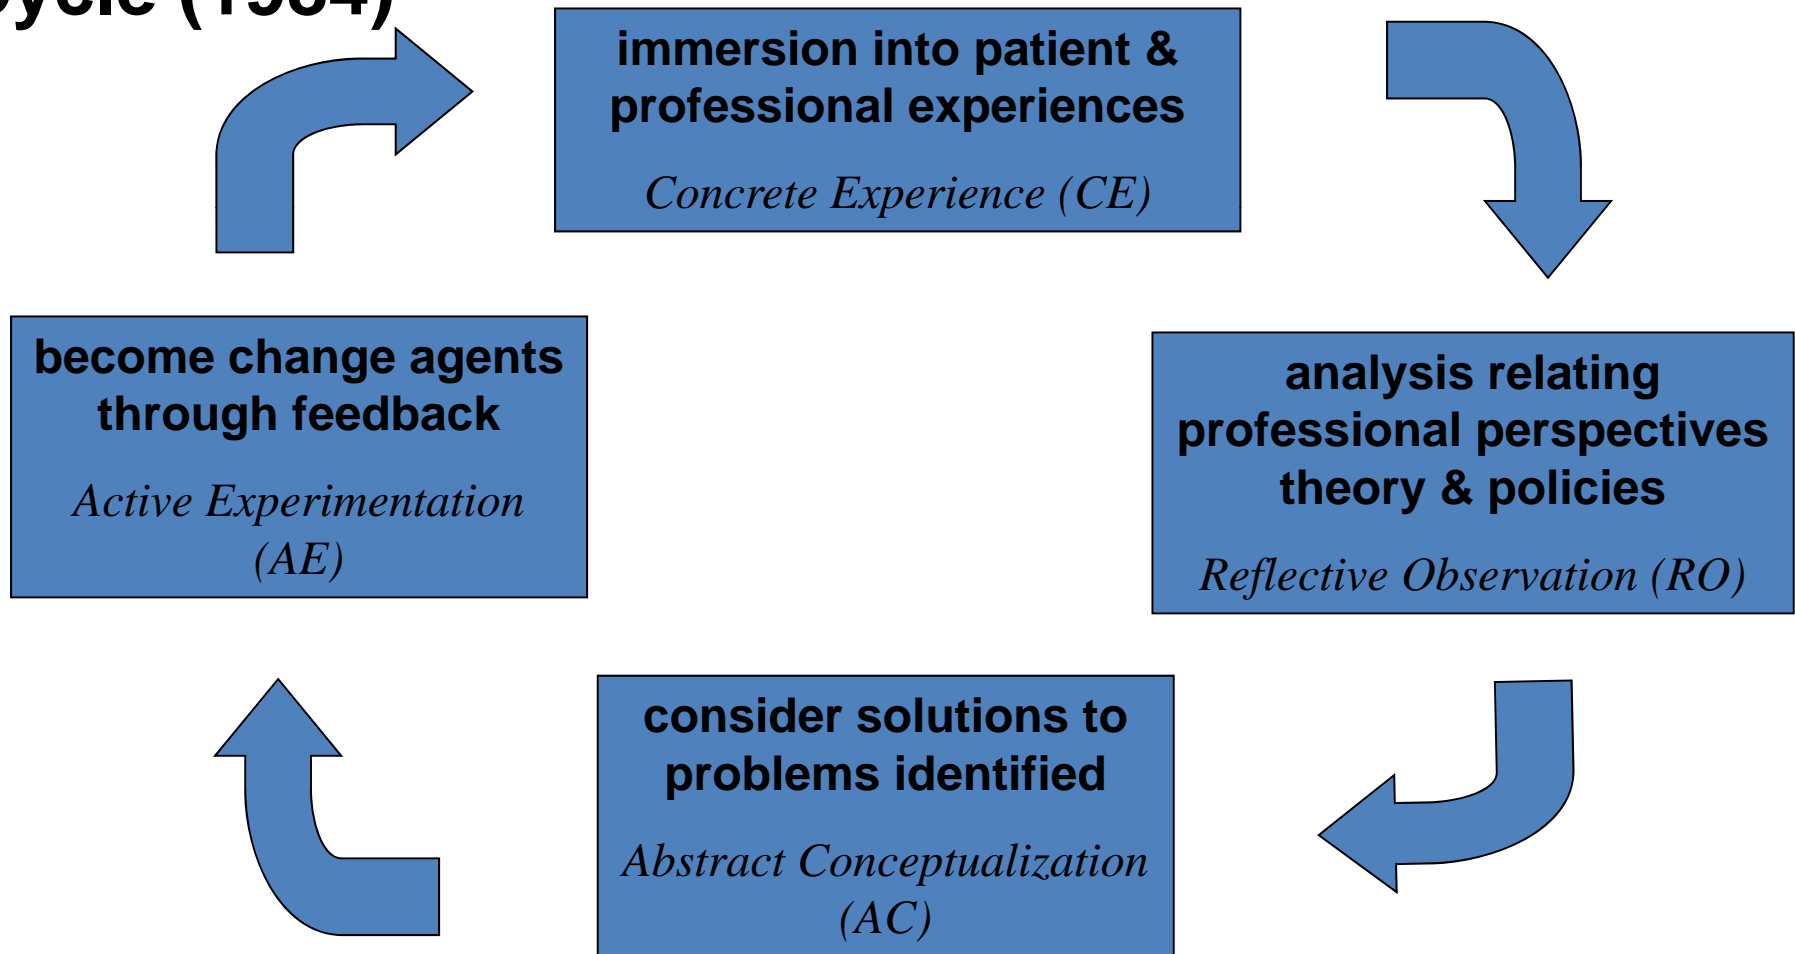 (1984)
immersion into patient &
professional experiences
Concrete Experience (CE)
analysis relating
professional perspectives
theory & policies
Reflective Observation (RO)
consider solutions to
problems identified
Abstract Conceptualization
(AC)
become change agents
through feedback
Active Experimentation
(AE)